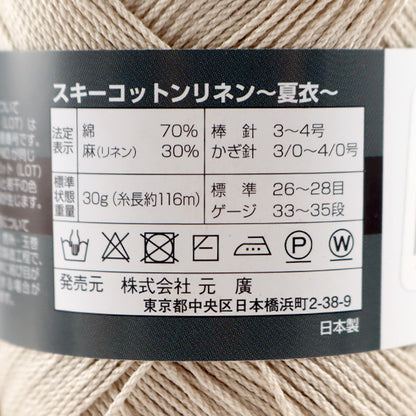 スキーコットンリネン〜夏衣〜
法定表示 綿 70% 棒針 3〜4号
麻(リネン) 30% かぎ針 3/0〜4/0号
標準状態重量 30g(糸長約116m) 標準ゲージ 26〜28目
33〜35段
P W
発売元 株式会社 元 廣
東京都中央区日本橋浜町2-38-9
日本製